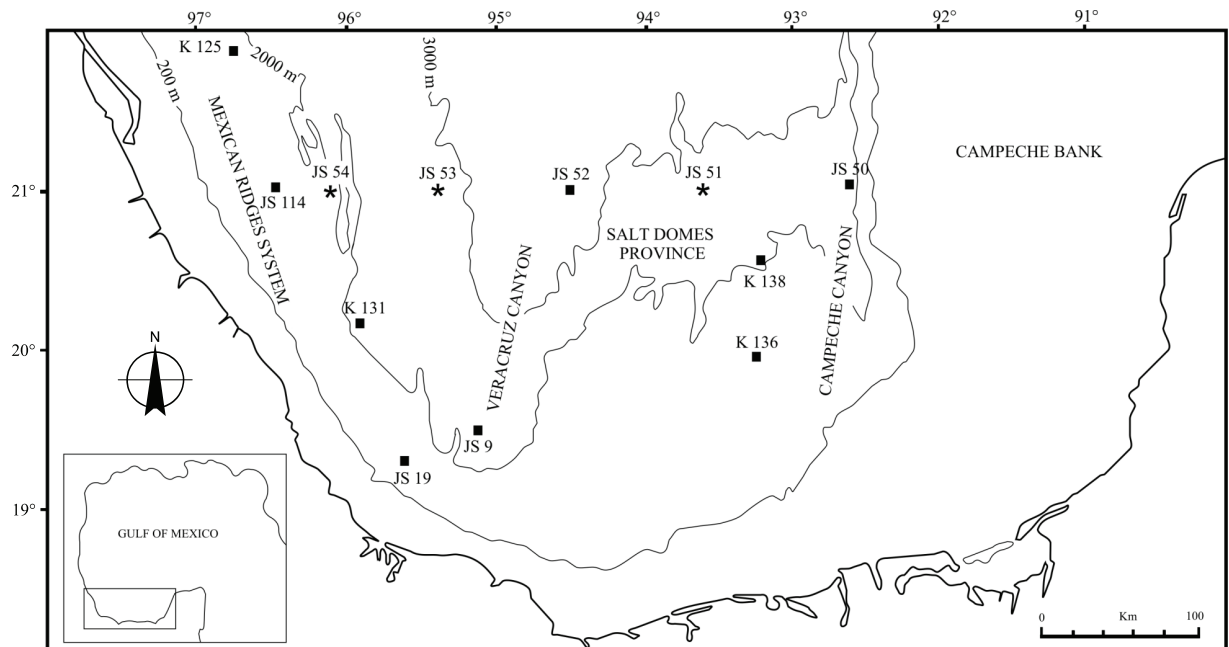 97° 96° 95° 94° 93° 92° 91°
K 125
200 m
2000 m
3000 m
MEXICAN RIDGES SYSTEM
JS 54
JS 53
JS 52
JS 51
JS 50
CAMPECHE BANK
21°
JS 114
SALT DOMES
PROVINCE
K 138
K 131
VERACRUZ CANYON
CAMPECHE CANYON
20°
K 136
N
JS 9
JS 19
19°
GULF OF MEXICO
0 Km 100